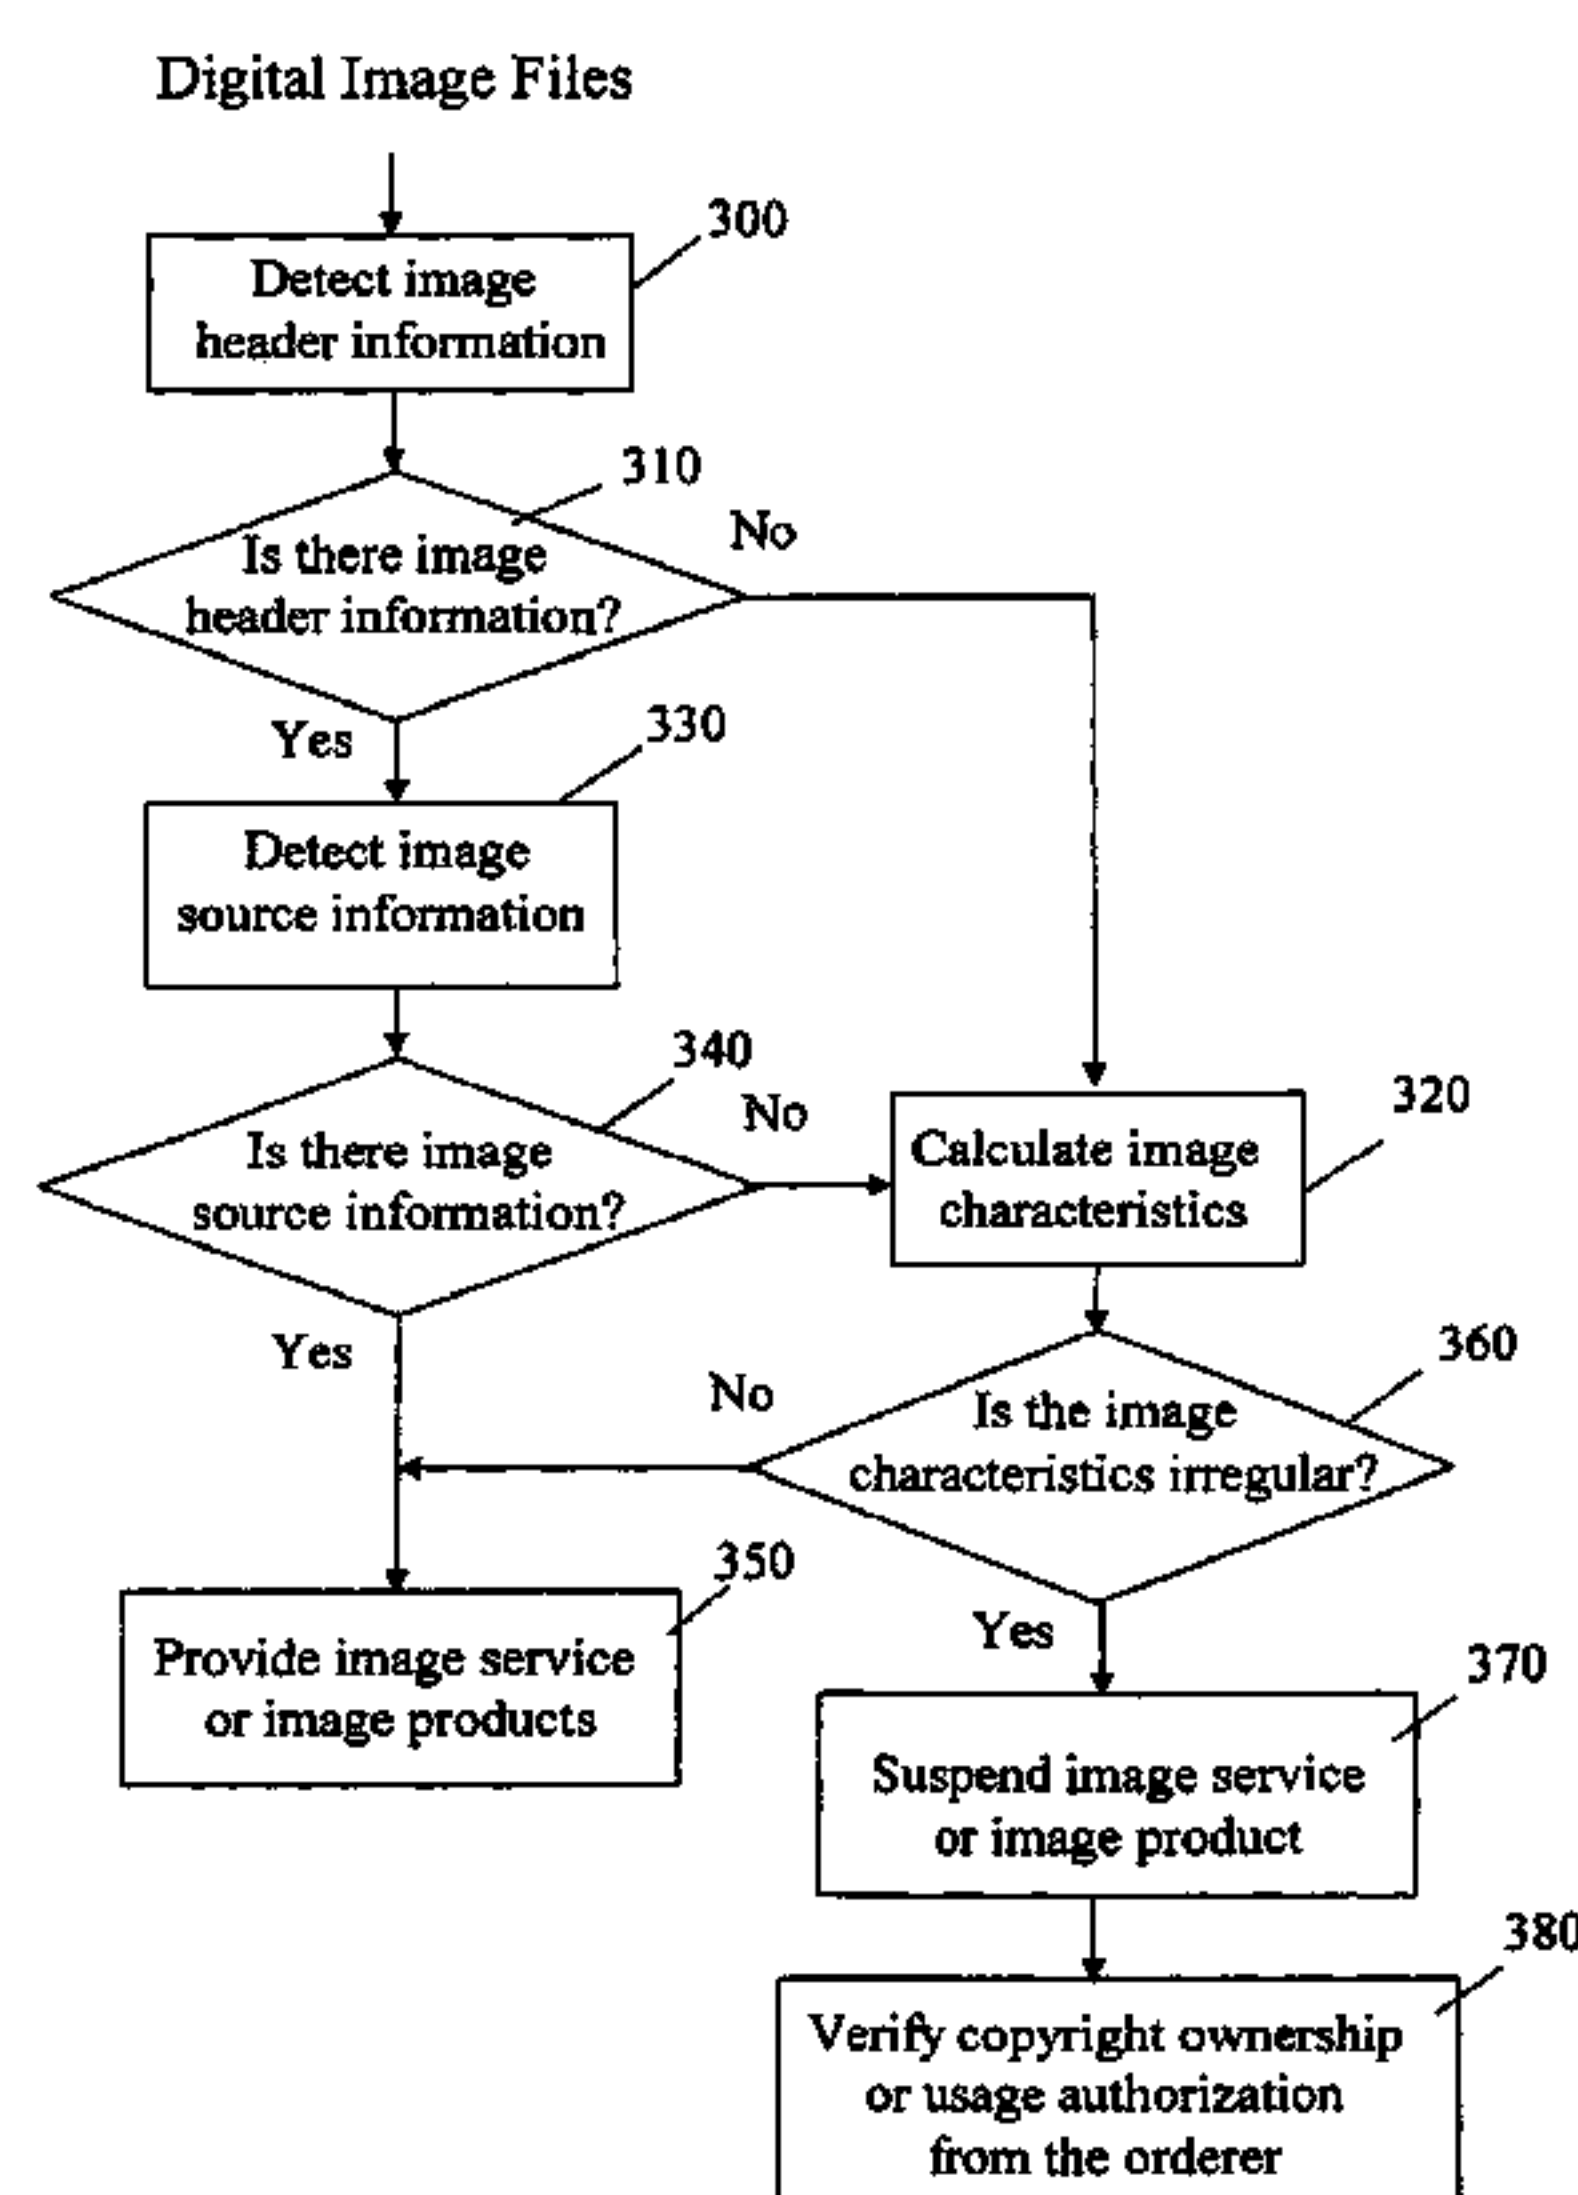 Digital Image Files
300
Detect image
header information
310
No
Is there image
header information?
Yes
330
Detect image
source information
340
No
Is there image
source information?
320
Calculate image
characteristics
Yes
No
360
Is the image
characteristics irregular?
350
Provide image service
or image products
Yes
370
Suspend image service
or image product
380
Verify copyright ownership
or usage authorization
from the orderer